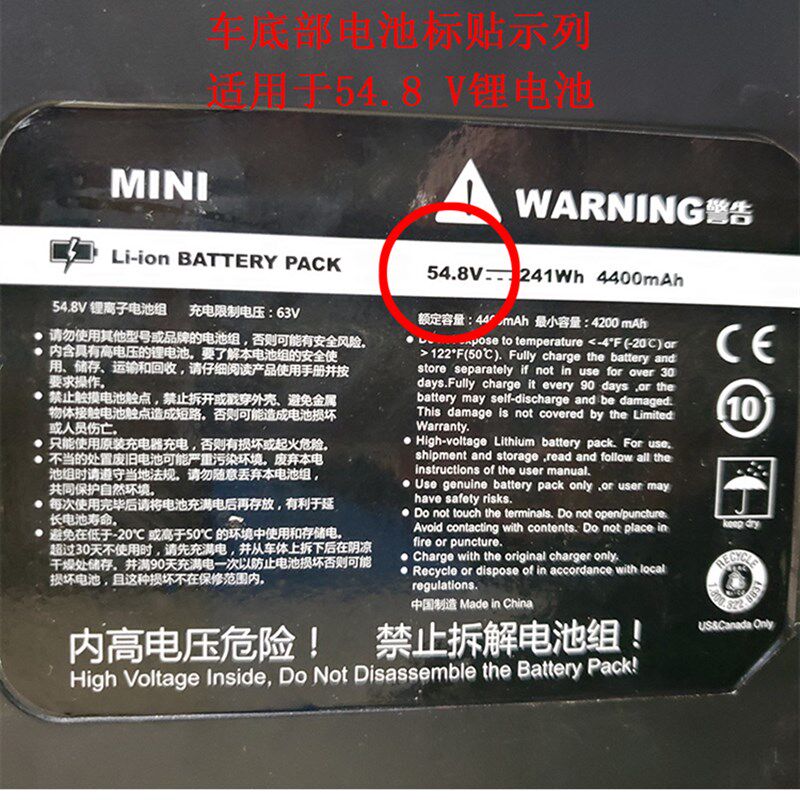 车底部电池标贴示列
适用于54.8 V锂电池
MINI
WARNING警告
Li-ion BATTERY PACK
54.8V 241Wh 4400mAh
54.8V 锂离子电池组 充电限制电压：63V
• 请勿使用其他型号或品牌的电池组，否则可能有安全风险。
• 内含具有高电压的锂电池。要了解本电池组的安全使
用、储存、运输和回收，请仔细阅读产品使用手册并按
要求操作。
• 禁止触摸电池触点，禁止拆开或戳穿外壳、避免金属
物体接触电池触点造成短路。否则可能造成电池损坏
或人员伤亡。
• 只能使用原装充电器充电，否则有损坏或起火危险。
• 不当的处置废旧电池可能严重污染环境。废弃本电
池组时请遵守当地法规。请勿随意丢弃本电池组，
共同保护自然环境。
• 每次使用完毕后请将电池充满电后再存放，有利于延
长电池寿命。
• 避免在低于-20℃ 或高于50℃ 的环境中使用和存储电。
超过30天不使用时，请先充满电，并从车体上拆下后在阴凉
干燥处储存。并满90天充满电一次以防止电池损坏否则可能
损坏电池，且这种损坏不在保修范围内。
额定容量：4400mAh 最小容量：4200 mAh
• Do not expose to temperature <-4°F (-20℃) or
>122°F(50℃). Fully charge the battery and
store separately if not in use for over 30
days.Fully charge it every 90 days ,or the
battery may self-discharge and be damaged.
This damage is not covered by the Limited
Warranty.
• High-voltage Lithium battery pack. For use,
shipment and storage ,read and follow all the
instructions of the user manual.
• Use genuine battery pack only ,or user may
have safety risks.
• Do not touch the terminals. Do not open/puncture.
Avoid contacting with contents. Do not place in
fire or puncture.
• Charge with the original charger only.
• Recycle or dispose of in accordance with local
regulations.
中国制造 Made in China
CE
10
keep dry
RECYCLE
1.800.822.8837
US&Canada Only
内高电压危险！ 禁止拆解电池组！
High Voltage Inside, Do Not Disassemble the Battery Pack!